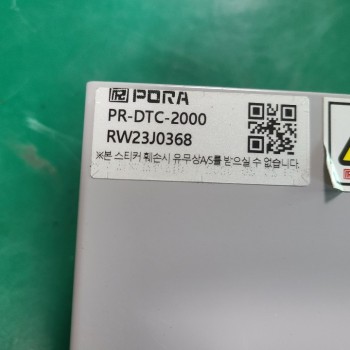 PORA
PR-DTC-2000
RW23J0368
※본 스티커 훼손시 유무상A/S를 받으실 수 없습니다.